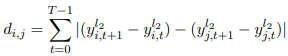 $d_{i,j} = \sum_{t=0}^{T-1} |(y_{i,t+1}^{l_2} - y_{i,t}^{l_2}) - (y_{j,t+1}^{l_2} - y_{j,t}^{l_2})|$